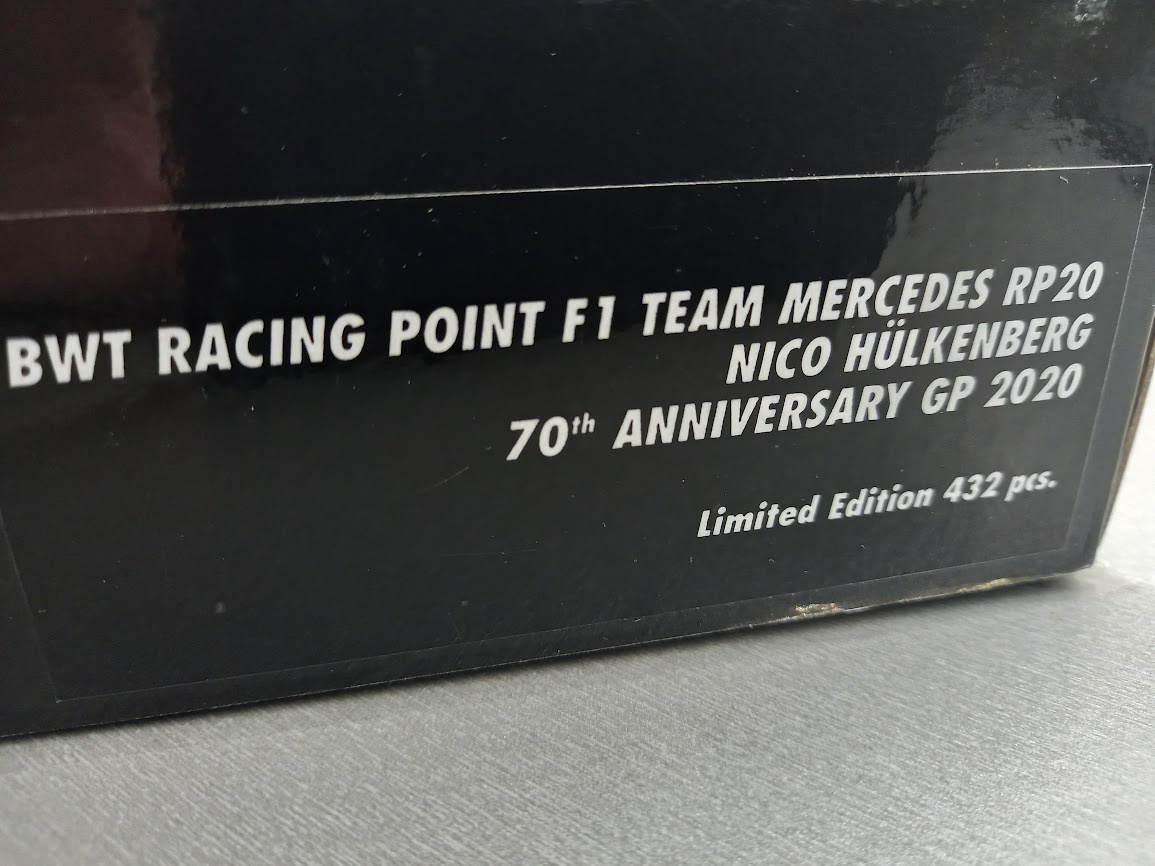 BWT RACING POINT F1 TEAM MERCEDES RP20
NICO HÜLKENBERG
70th ANNIVERSARY GP 2020
Limited Edition 432 pcs.